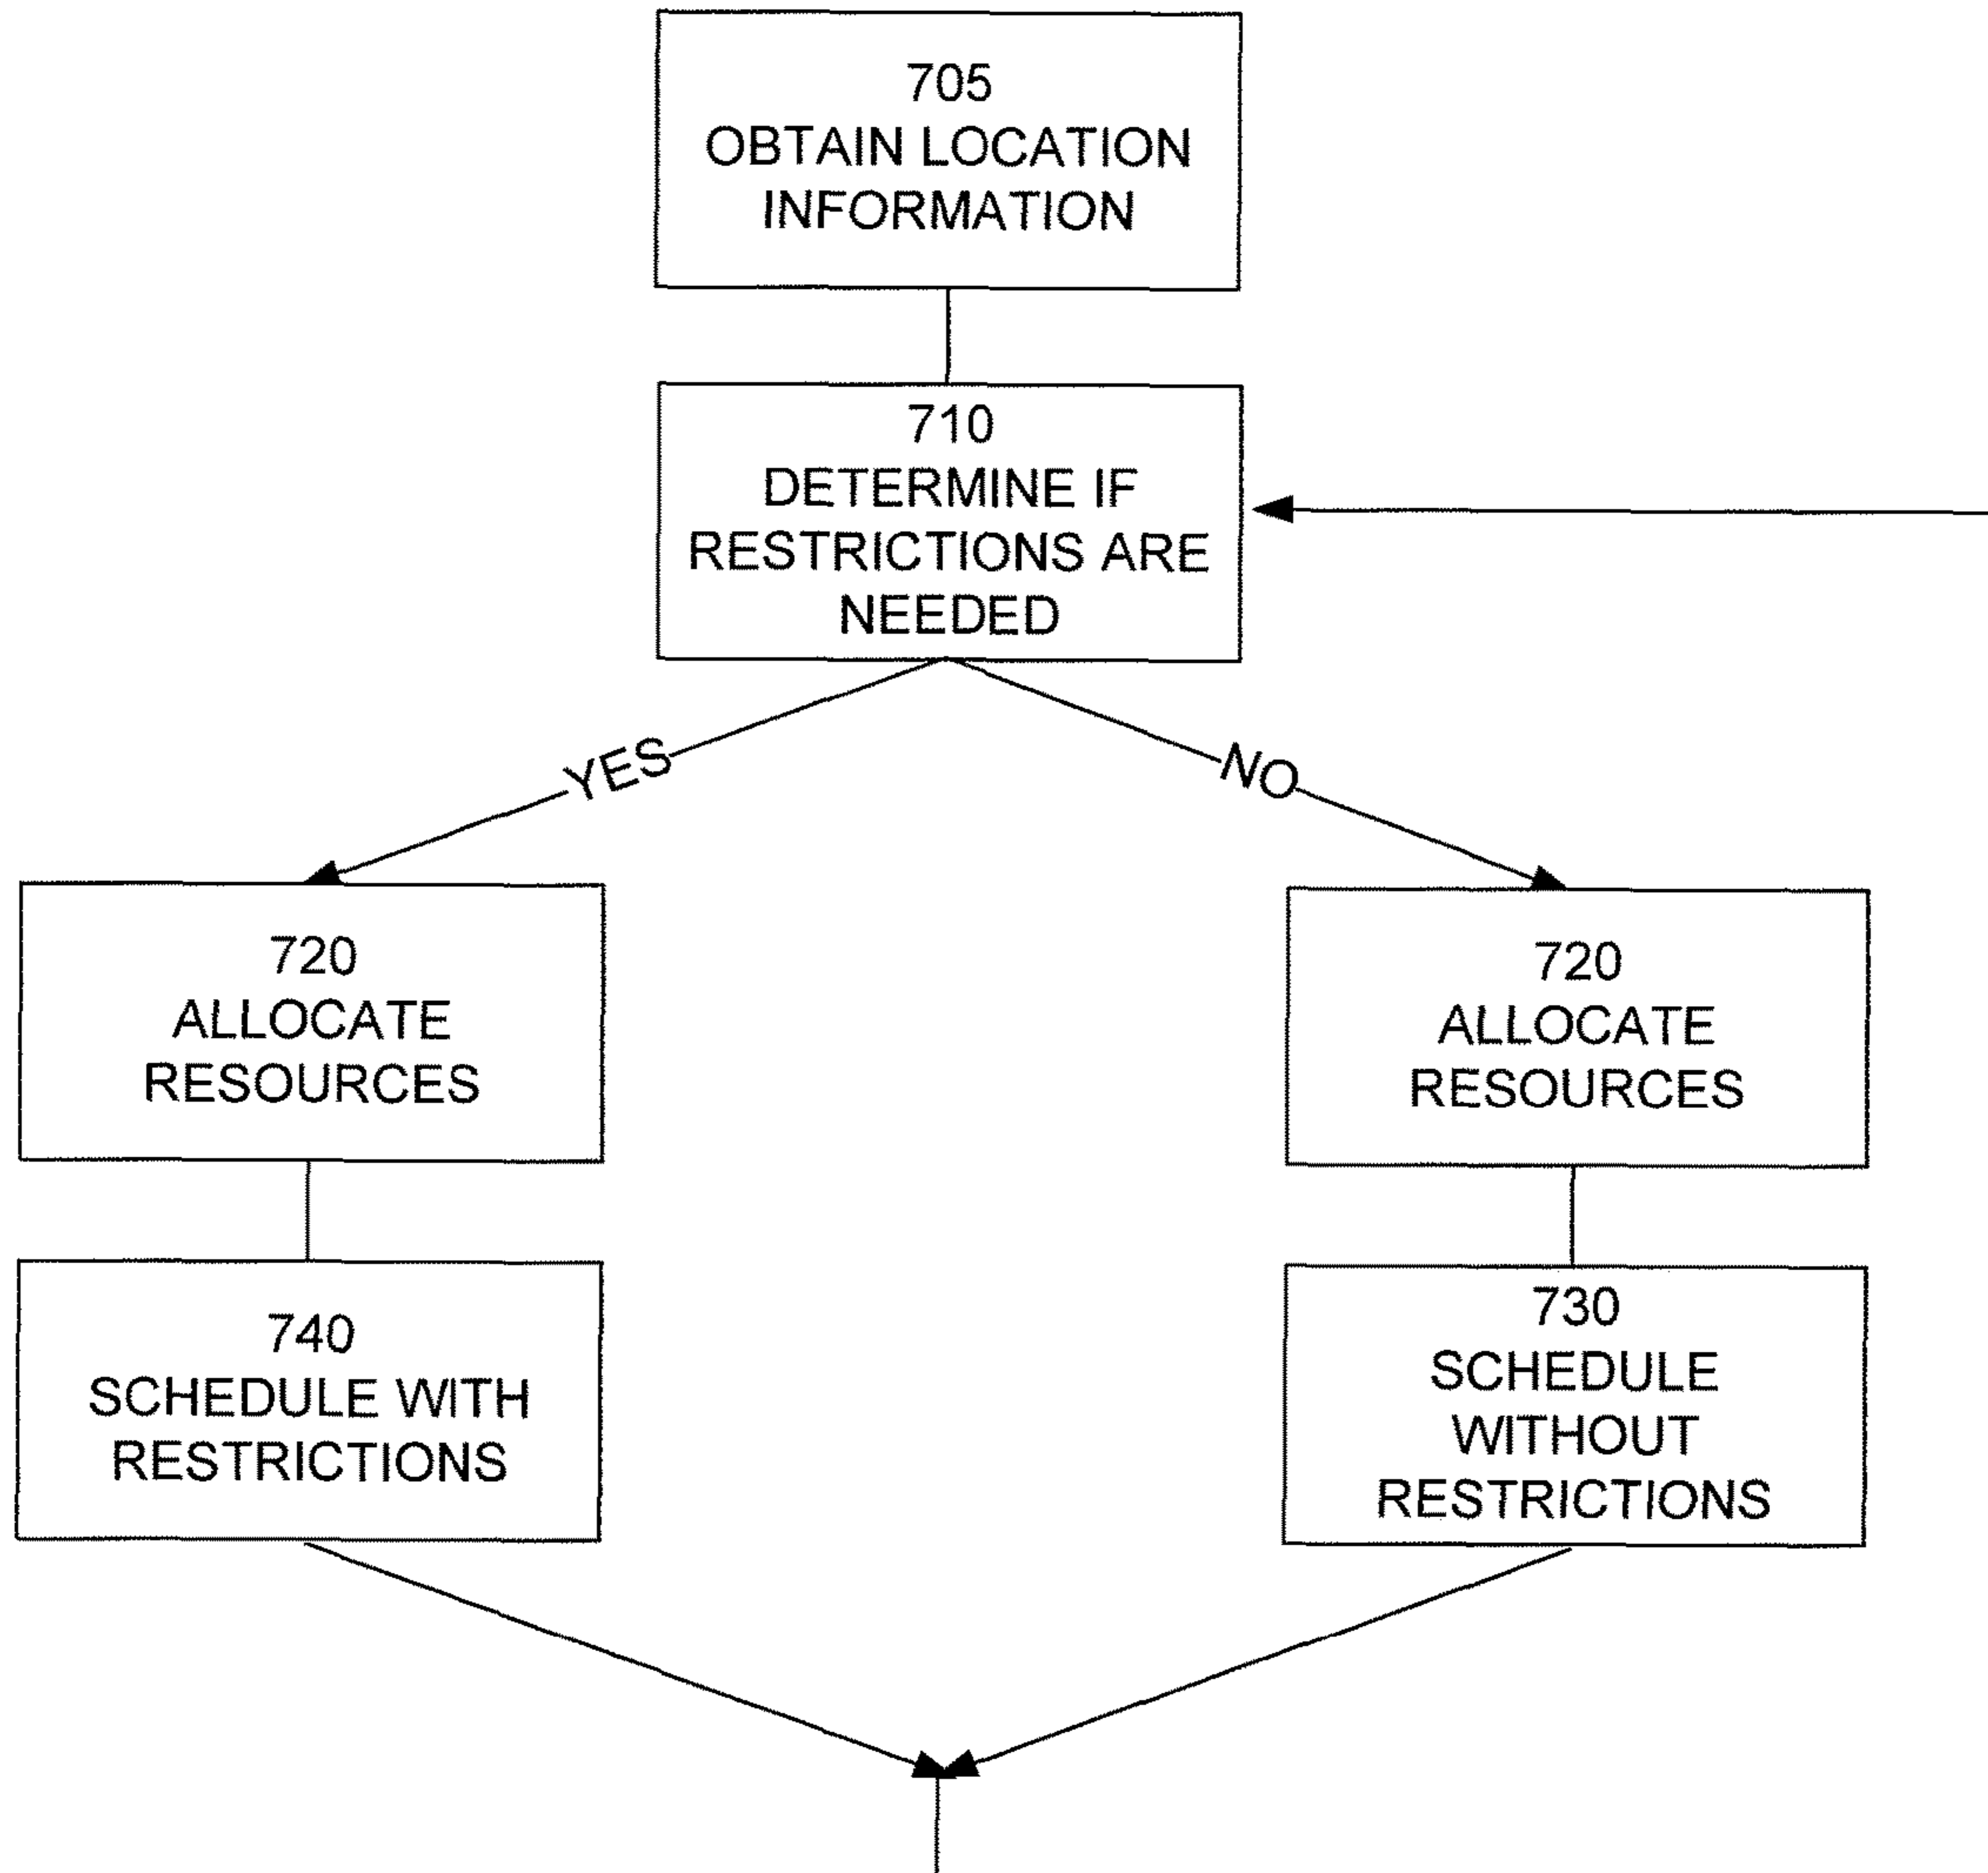 705
OBTAIN LOCATION
INFORMATION
710
DETERMINE IF
RESTRICTIONS ARE
NEEDED
YES
NO
720
ALLOCATE
RESOURCES
720
ALLOCATE
RESOURCES
740
SCHEDULE WITH
RESTRICTIONS
730
SCHEDULE
WITHOUT
RESTRICTIONS